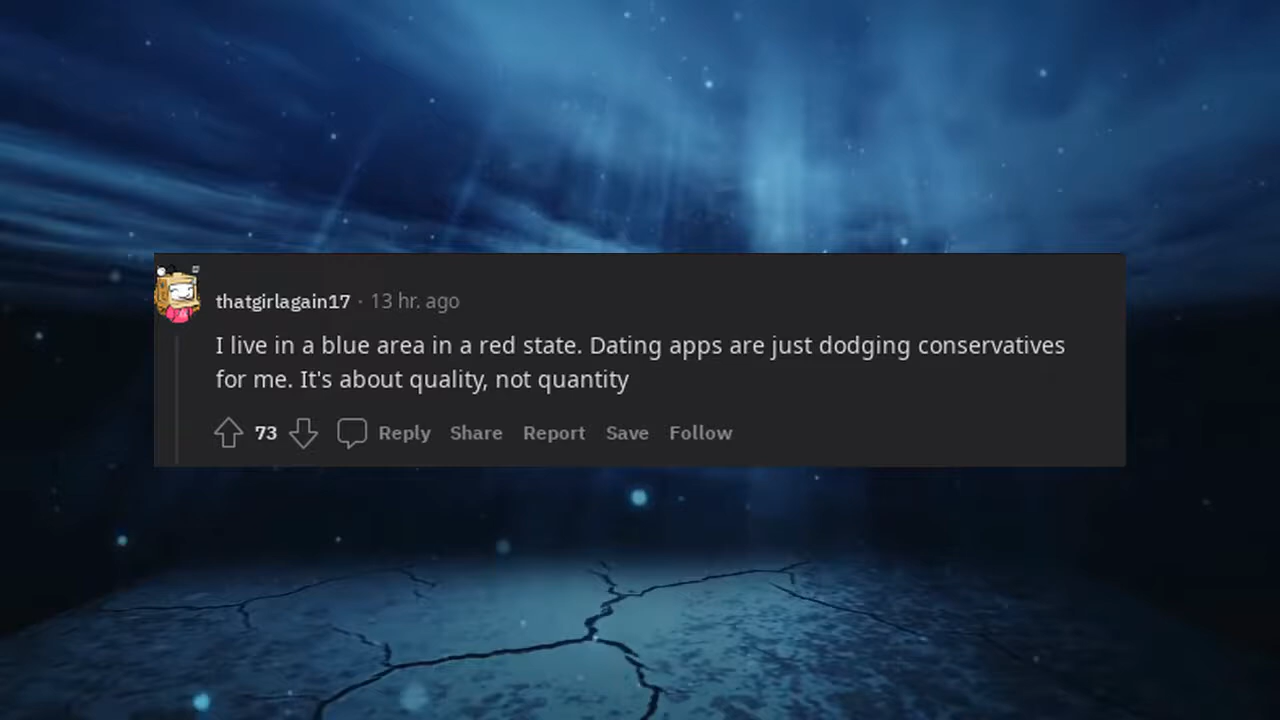 thatgirlagain17 · 13 hr. ago
I live in a blue area in a red state. Dating apps are just dodging conservatives
for me. It's about quality, not quantity
73 Reply Share Report Save Follow